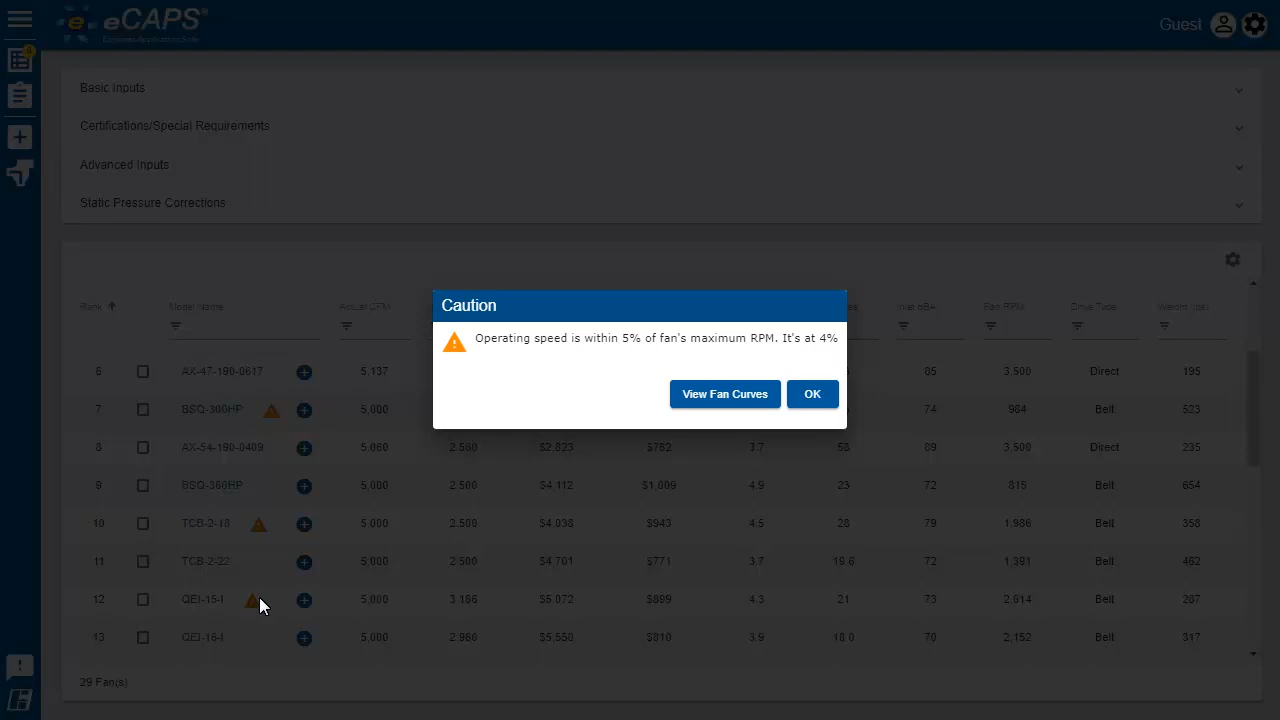 eCAPS®
Guest
Basic Inputs
Certifications/Special Requirements
Advanced Inputs
Static Pressure Corrections
Rank Model Name Actual CFM Inlet dBA Fan RPM Drive Type Weight
Caution
Operating speed is within 5% of fan's maximum RPM. It's at 4%
View Fan Curves OK
6 AX-47-190-0617 5,137 85 3,500 Direct 195
7 BSQ-300HP 5,000 74 984 Belt 523
8 AX-54-190-0409 5,060 2.560 $2,823 $762 3.7 58 89 3,500 Direct 235
9 BSQ-360HP 5,000 2.500 $4,112 $1,009 4.9 23 72 815 Belt 654
10 TCB-2-18 5,000 2.500 $4,038 $943 4.5 28 79 1,986 Belt 358
11 TCB-2-22 5,000 2.500 $4,701 $771 3.7 19.6 72 1,391 Belt 462
12 QEI-15-I 5,000 3.186 $5,072 $899 4.3 21 73 2,614 Belt 287
13 QEI-16-I 5,000 2.980 $5,550 $810 3.9 18.0 70 2,152 Belt 317
29 Fan(s)